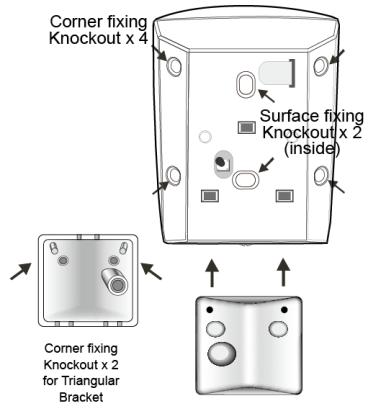 Corner fixing
Knockout x 4
Surface fixing
Knockout x 2
(inside)
Corner fixing
Knockout x 2
for Triangular
Bracket